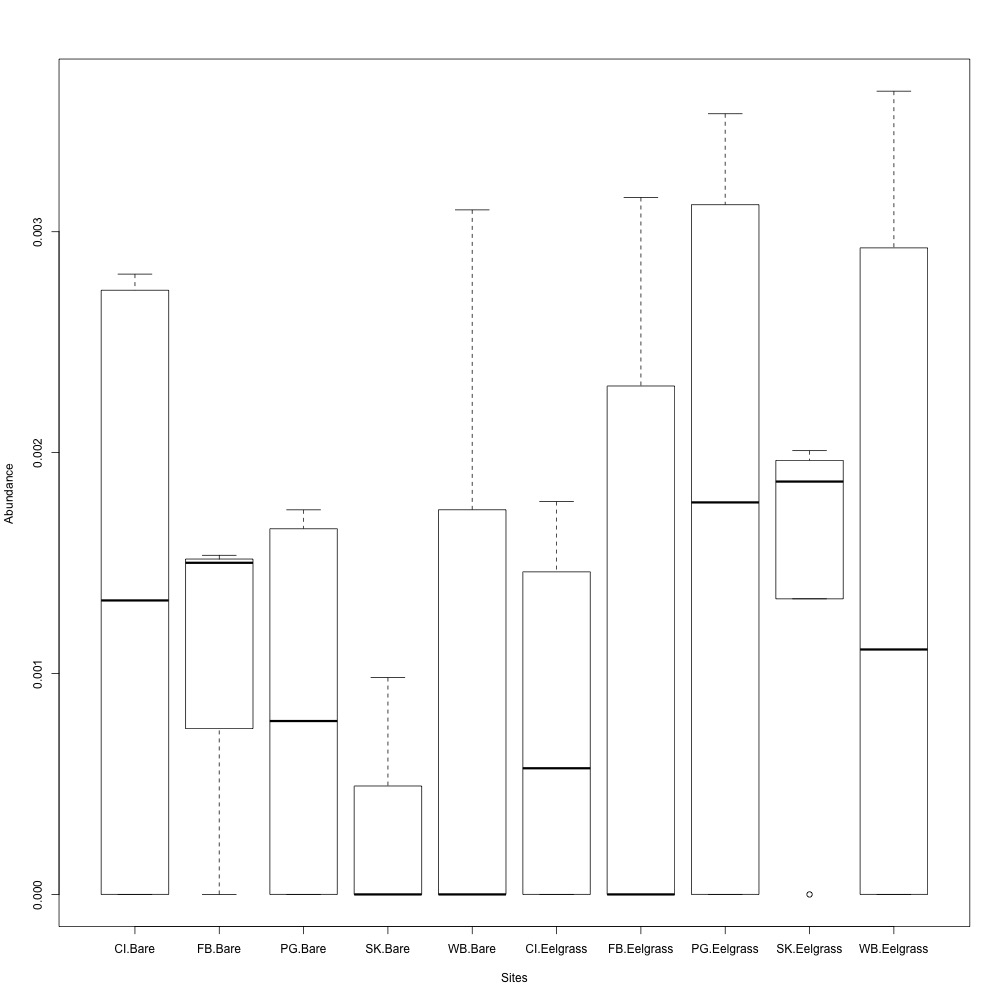 0.003
0.002
0.001
0.000
Abundance
CI.Bare FB.Bare PG.Bare SK.Bare WB.Bare CI.Eelgrass FB.Eelgrass PG.Eelgrass SK.Eelgrass WB.Eelgrass
Sites